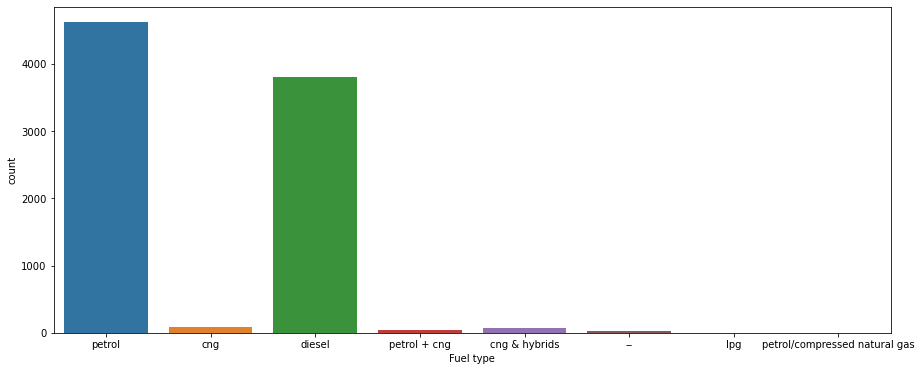 4000
3000
2000
1000
0
count
petrol
cng
diesel
petrol + cng
cng & hybrids
--
lpg
petrol/compressed natural gas
Fuel type